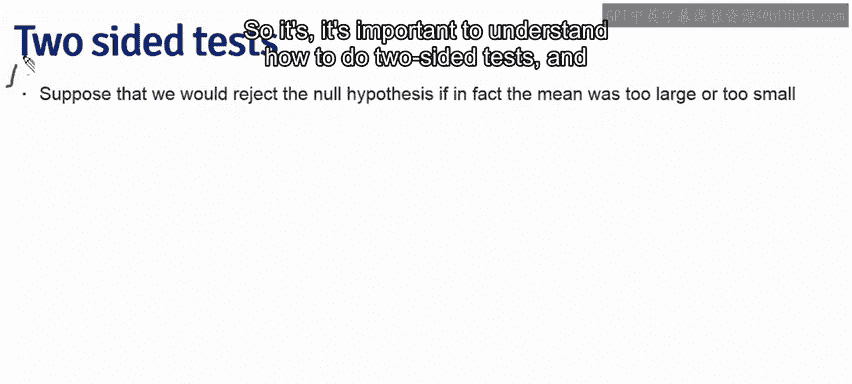 Two sided tests
So it's, it's important to understand
how to do two-sided tests, and
· Suppose that we would reject the null hypothesis if in fact the mean was too large or too small